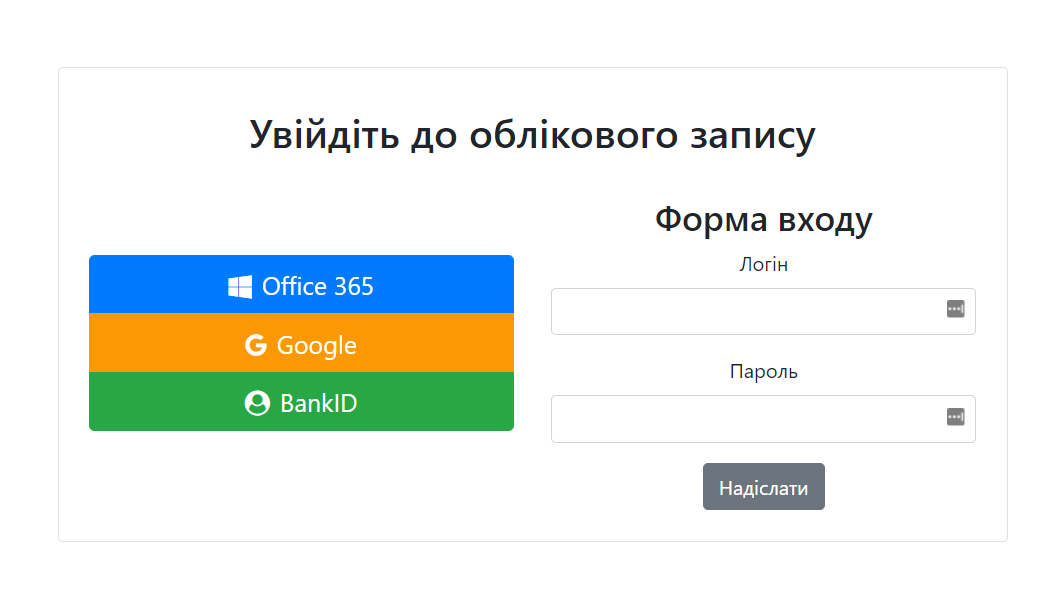 Увійдіть до облікового запису
Office 365
Google
BankID
Форма входу
Логін
Пароль
Надіслати